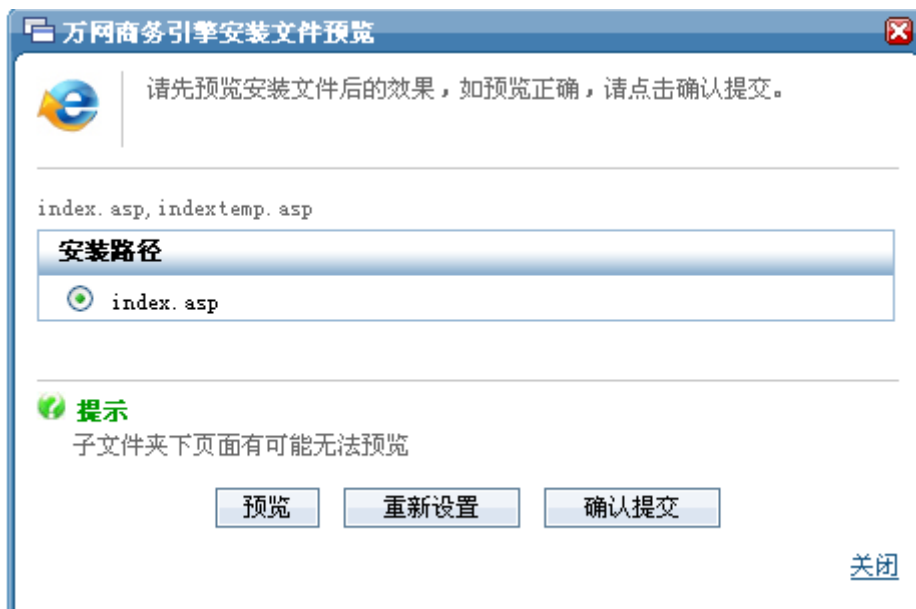 万网商务引擎安装文件预览
请先预览安装文件后的效果，如预览正确，请点击确认提交。
index.asp,indextemp.asp
安装路径
index.asp
提示
子文件夹下页面有可能无法预览
预览 重新设置 确认提交
关闭